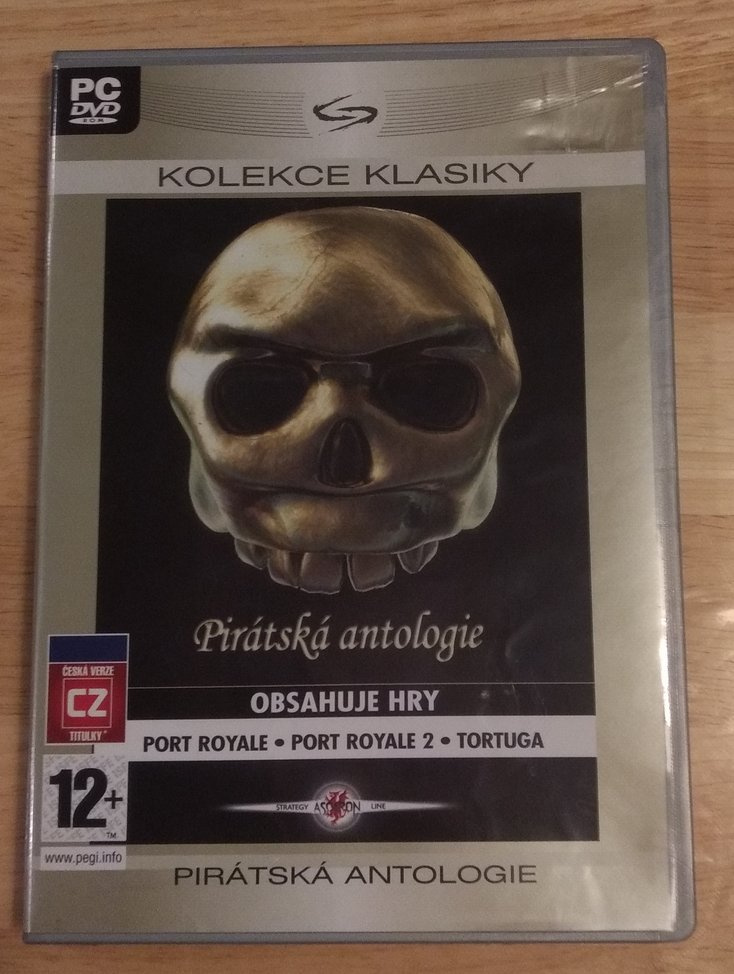 PC
DVD
ROM
KOLEKCE KLASIKY
Pirátská antologie
OBSAHUJE HRY
PORT ROYALE • PORT ROYALE 2 • TORTUGA
STRATEGY ASCARON LINE
ČESKÁ VERZE
CZ
TITULKY*
12+
TM
www.pegi.info
PIRÁTSKÁ ANTOLOGIE